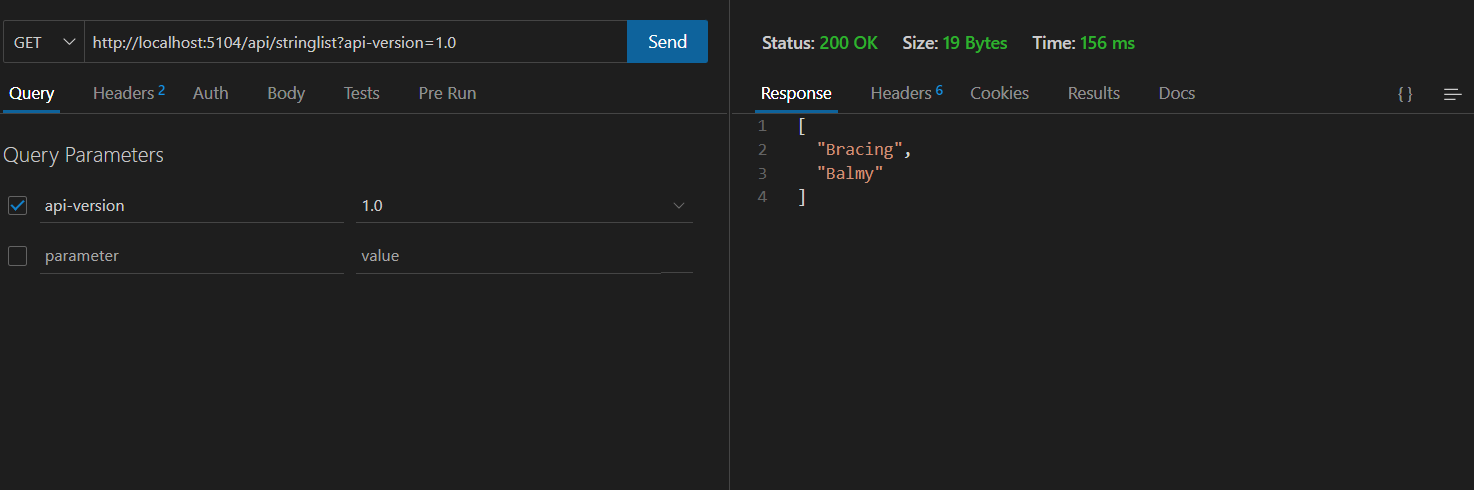 GET http://localhost:5104/api/stringlist?api-version=1.0 Send
Query Headers 2 Auth Body Tests Pre Run
Query Parameters
api-version 1.0
parameter value
Status: 200 OK Size: 19 Bytes Time: 156 ms
Response Headers 6 Cookies Results Docs { }
1 [
2 "Bracing",
3 "Balmy"
4 ]